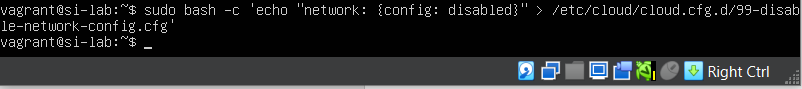 vagrant@si-lab:~$ sudo bash -c 'echo "network: {config: disabled}" > /etc/cloud/cloud.cfg.d/99-disab
le-network-config.cfg'
vagrant@si-lab:~$ _
Right Ctrl